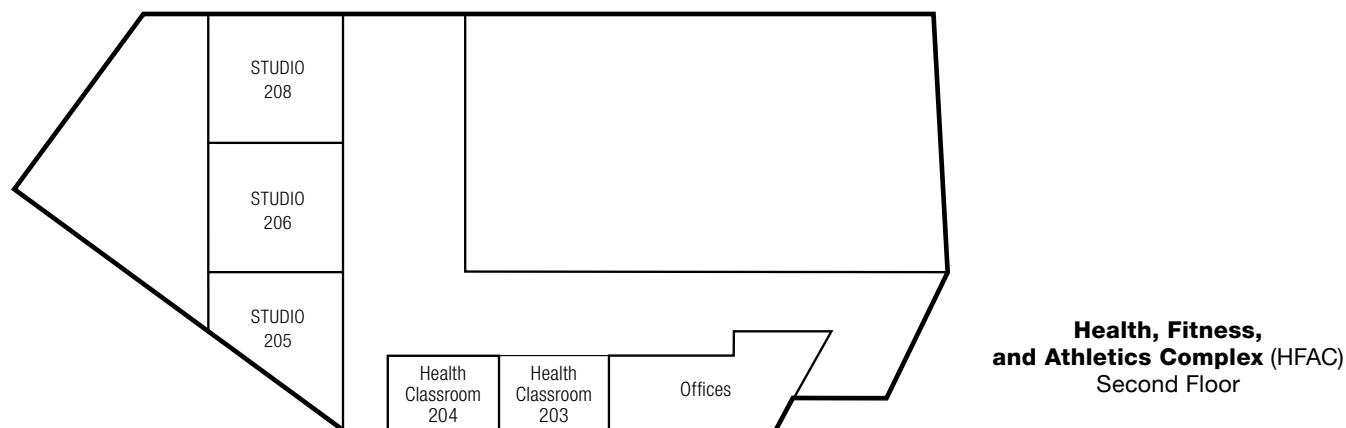 STUDIO
208
STUDIO
206
STUDIO
205
Health
Classroom
204
Health
Classroom
203
Offices
Health, Fitness,
and Athletics Complex (HFAC)
Second Floor